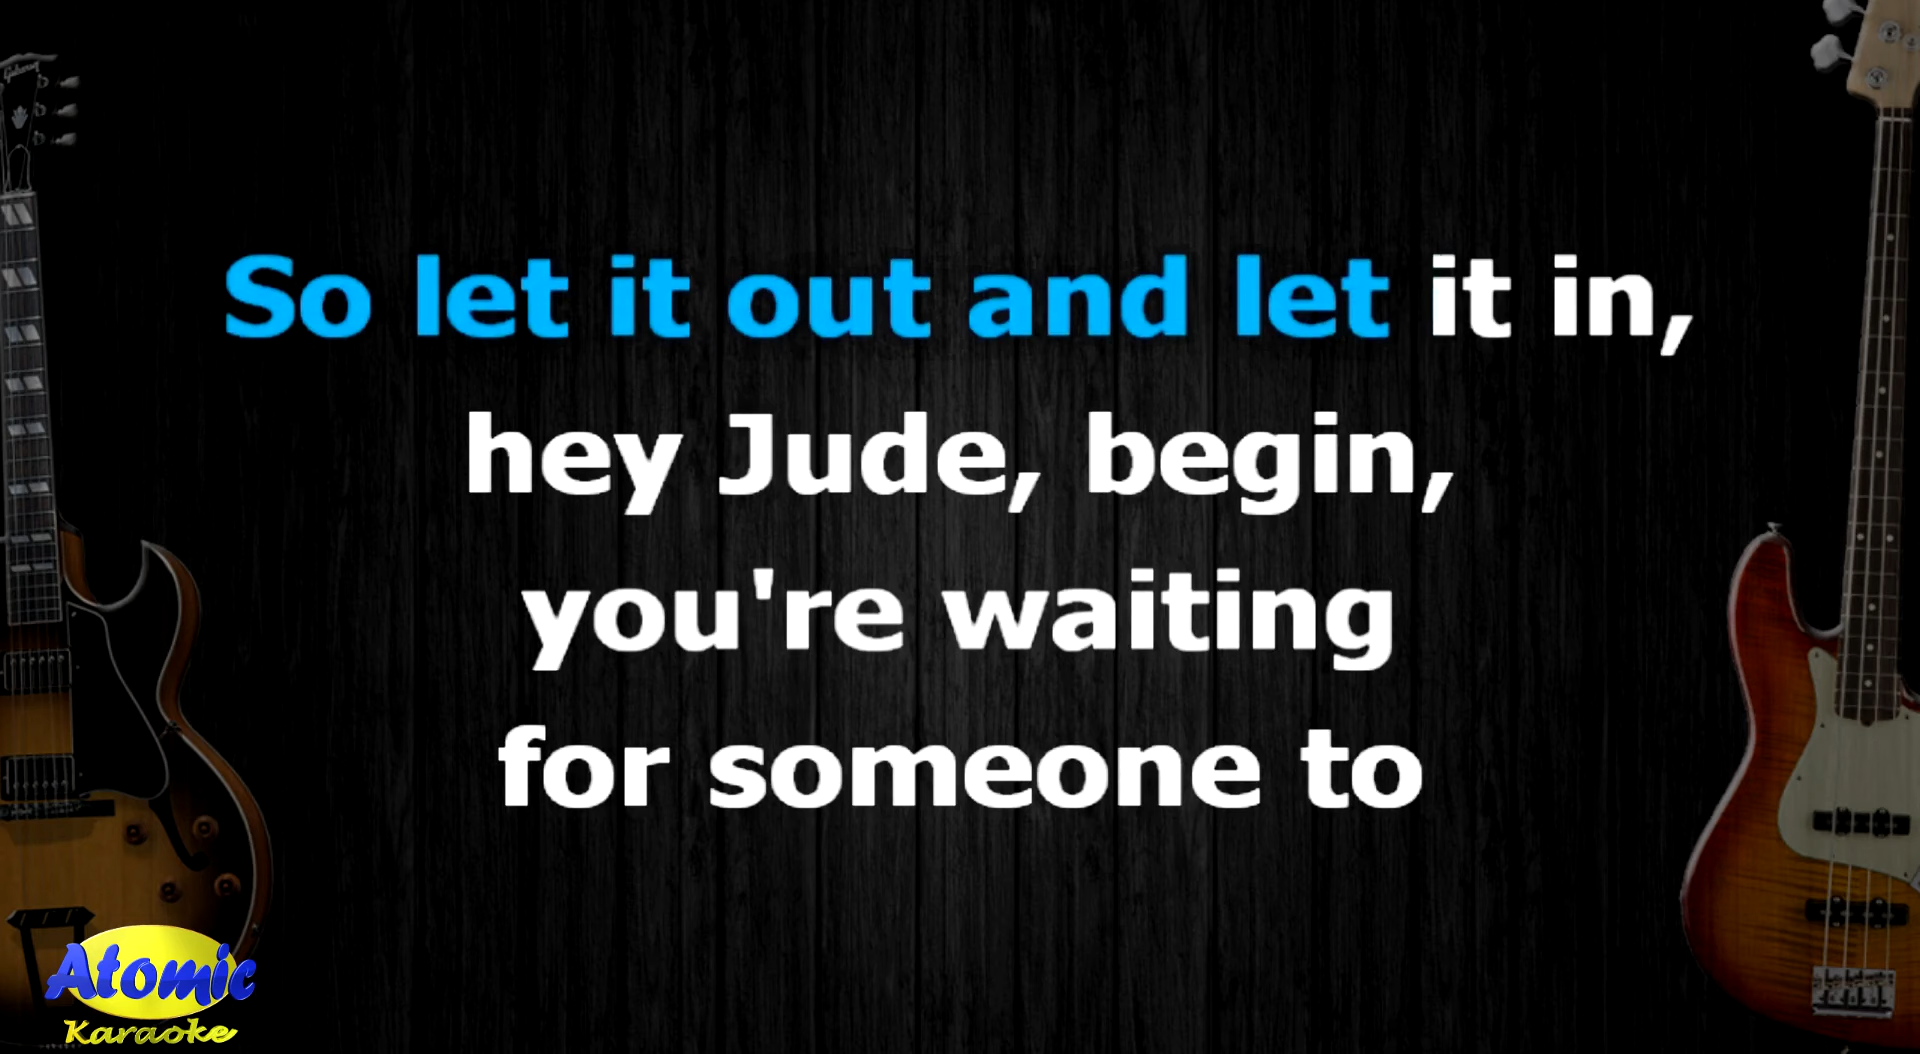 So let it out and let it in,
hey Jude, begin,
you're waiting
for someone to
Atomic
Karaoke